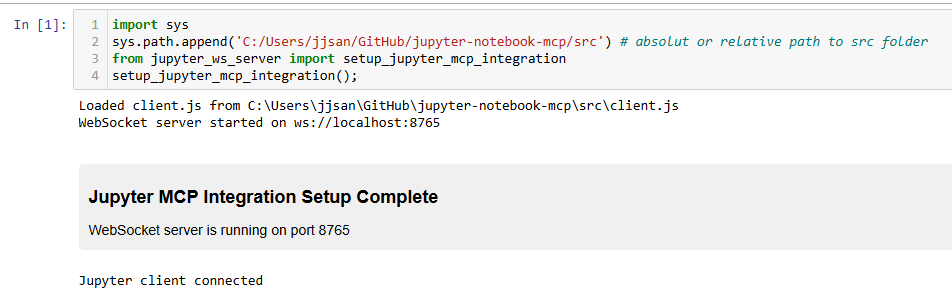 In [1]:
1 import sys
2 sys.path.append('C:/Users/jjsan/GitHub/jupyter-notebook-mcp/src') # absolut or relative path to src folder
3 from jupyter_ws_server import setup_jupyter_mcp_integration
4 setup_jupyter_mcp_integration();
Loaded client.js from C:\Users\jjsan\GitHub\jupyter-notebook-mcp\src\client.js
WebSocket server started on ws://localhost:8765
Jupyter MCP Integration Setup Complete
WebSocket server is running on port 8765
Jupyter client connected